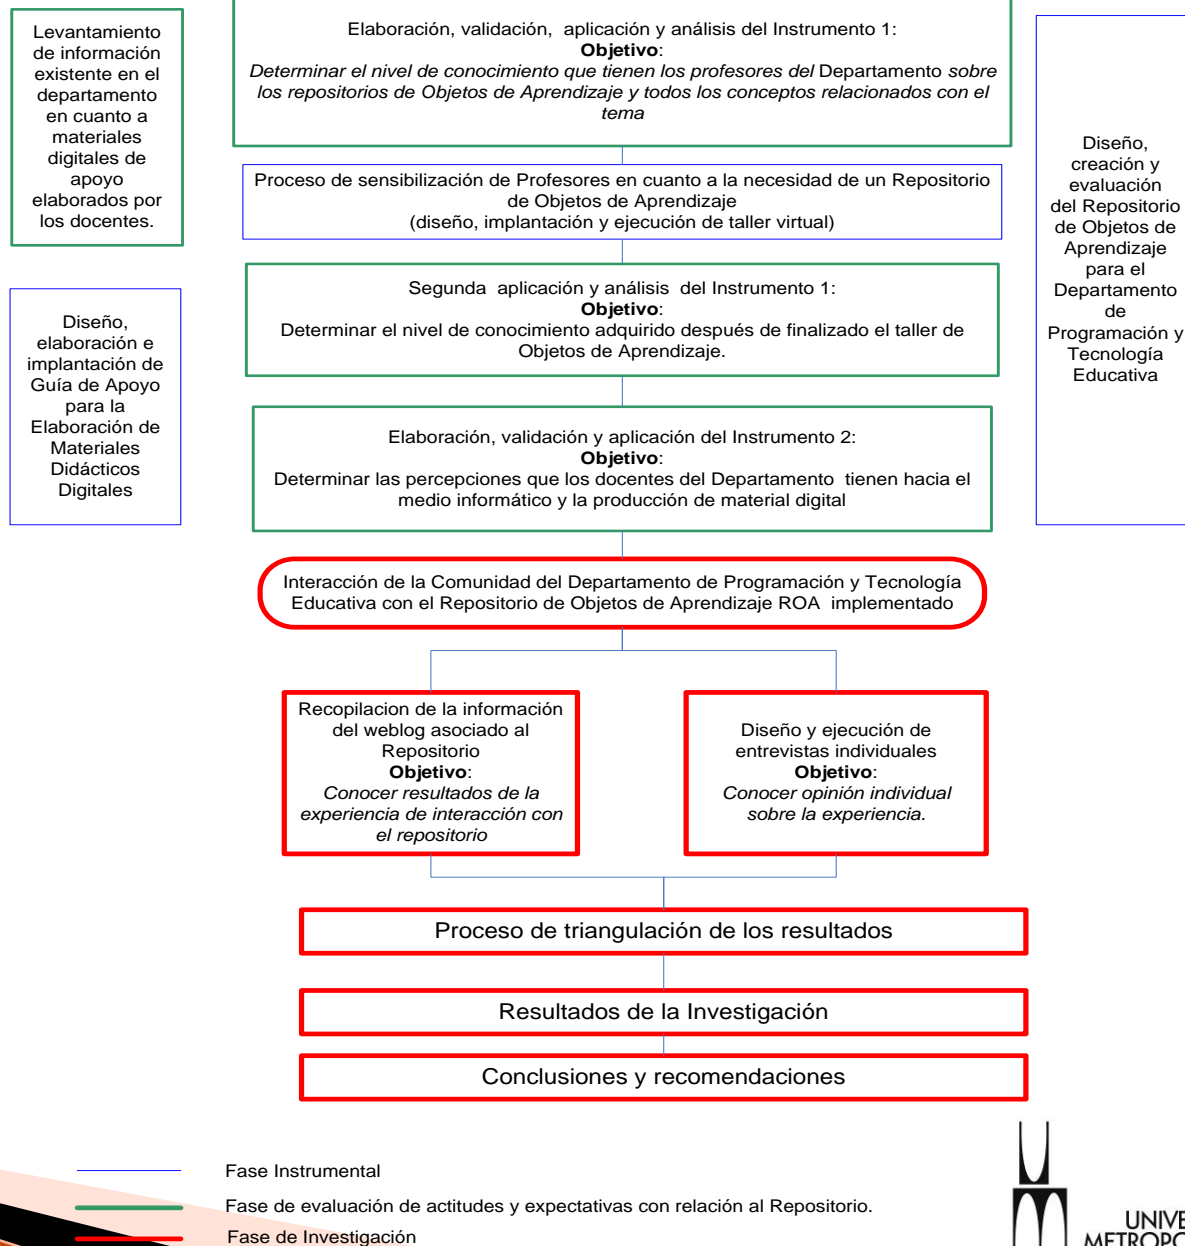 Levantamiento
de información
existente en el
departamento
en cuanto a
materiales
digitales de
apoyo
elaborados por
los docentes.
Elaboración, validación, aplicación y análisis del Instrumento 1:
Objetivo:
Determinar el nivel de conocimiento que tienen los profesores del Departamento sobre
los repositorios de Objetos de Aprendizaje y todos los conceptos relacionados con el
tema
Proceso de sensibilización de Profesores en cuanto a la necesidad de un Repositorio
de Objetos de Aprendizaje
(diseño, implantación y ejecución de taller virtual)
Diseño,
creación y
evaluación
del Repositorio
de Objetos de
Aprendizaje
para el
Departamento
de
Programación y
Tecnología
Educativa
Diseño,
elaboración e
implantación de
Guía de Apoyo
para la
Elaboración de
Materiales
Didácticos
Digitales
Segunda aplicación y análisis del Instrumento 1:
Objetivo:
Determinar el nivel de conocimiento adquirido después de finalizado el taller de
Objetos de Aprendizaje.
Elaboración, validación y aplicación del Instrumento 2:
Objetivo:
Determinar las percepciones que los docentes del Departamento tienen hacia el
medio informático y la producción de material digital
Interacción de la Comunidad del Departamento de Programación y Tecnología
Educativa con el Repositorio de Objetos de Aprendizaje ROA implementado
Recopilacion de la información
del weblog asociado al
Repositorio
Objetivo:
Conocer resultados de la
experiencia de interacción con
el repositorio
Diseño y ejecución de
entrevistas individuales
Objetivo:
Conocer opinión individual
sobre la experiencia.
Proceso de triangulación de los resultados
Resultados de la Investigación
Conclusiones y recomendaciones
Fase Instrumental
Fase de evaluación de actitudes y expectativas con relación al Repositorio.
Fase de Investigación
UNIVE
METROPO